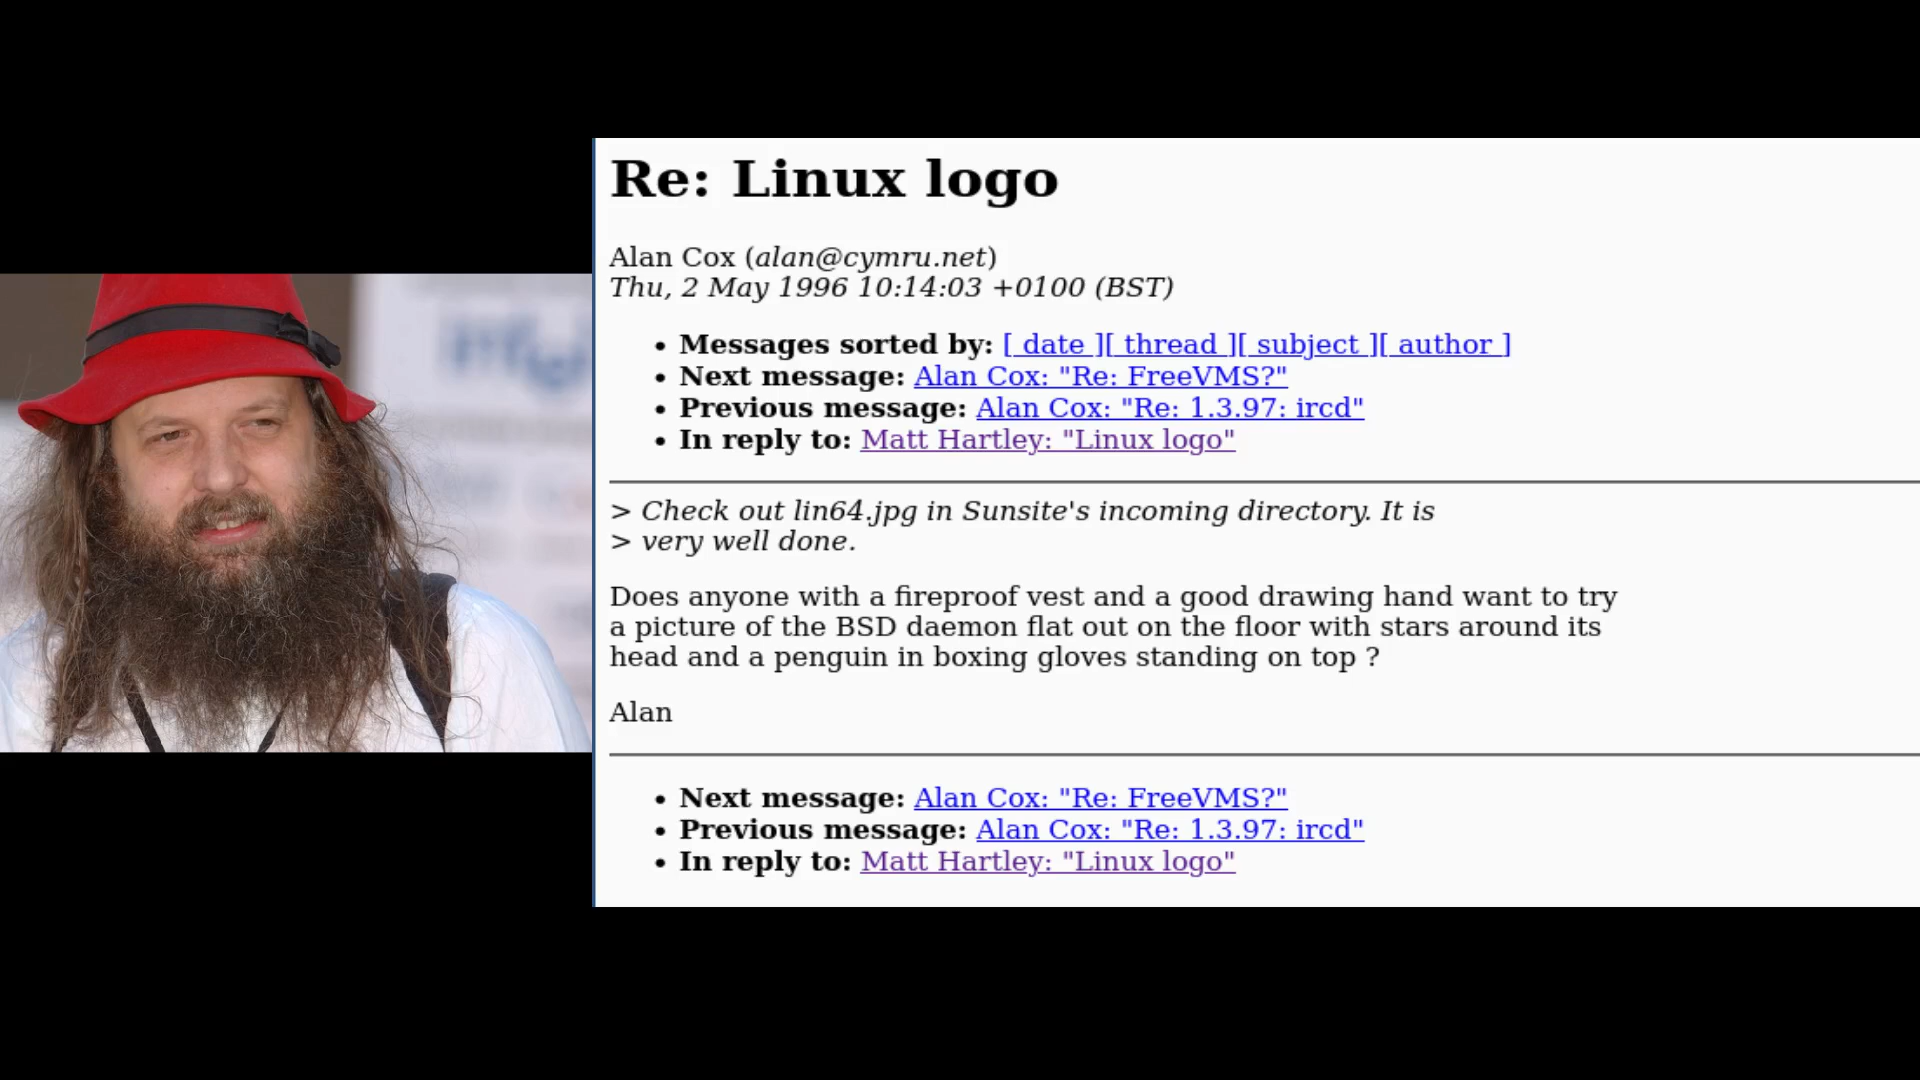 Re: Linux logo
Alan Cox (alan@cymru.net)
Thu, 2 May 1996 10:14:03 +0100 (BST)
• Messages sorted by: [ date ][ thread ][ subject ][ author ]
• Next message: Alan Cox: "Re: FreeVMS?"
• Previous message: Alan Cox: "Re: 1.3.97: ircd"
• In reply to: Matt Hartley: "Linux logo"
> Check out lin64.jpg in Sunsite's incoming directory. It is
> very well done.
Does anyone with a fireproof vest and a good drawing hand want to try
a picture of the BSD daemon flat out on the floor with stars around its
head and a penguin in boxing gloves standing on top ?
Alan
• Next message: Alan Cox: "Re: FreeVMS?"
• Previous message: Alan Cox: "Re: 1.3.97: ircd"
• In reply to: Matt Hartley: "Linux logo"